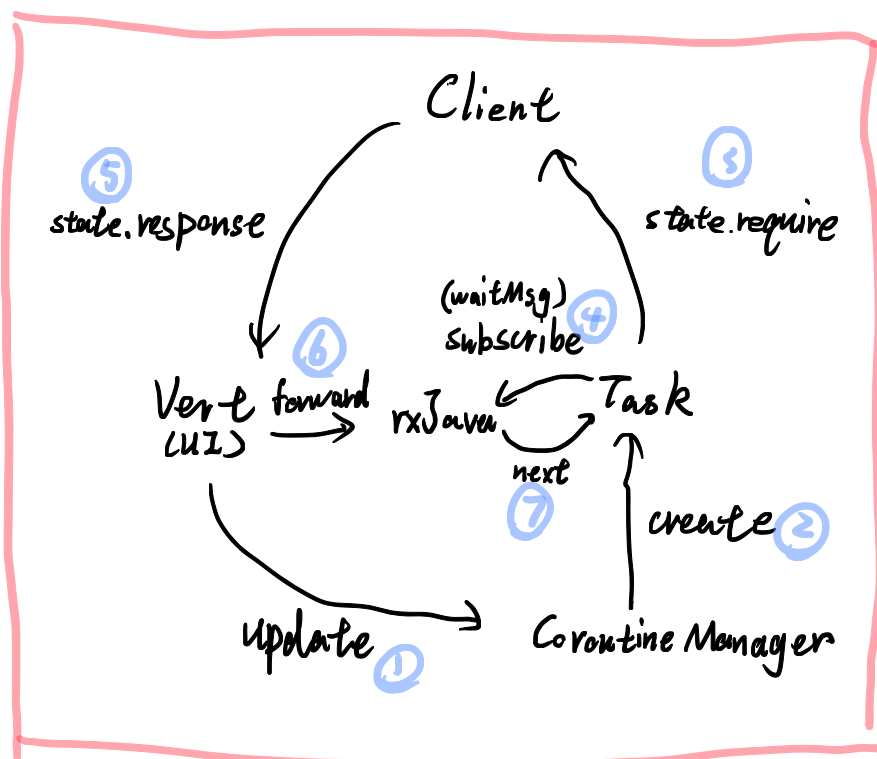 Client
5
3
state.response
state.require
(waitMsg)
4
subscribe
6
Vert
forward
rxJava
Task
(UI)
next
7
create
2
update
1
Coroutine Manager